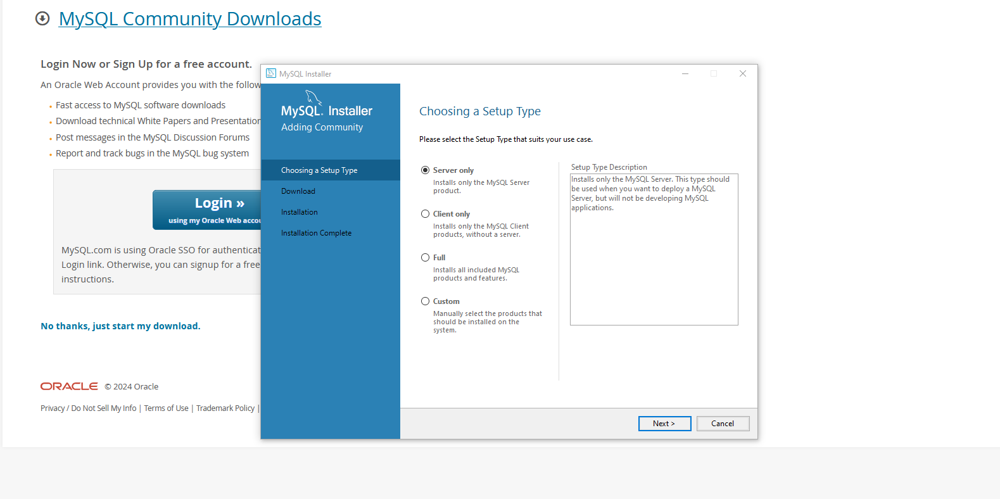 MySQL Community Downloads
Login Now or Sign Up for a free account.
An Oracle Web Account provides you with the
Fast access to MySQL software downloads
Download technical White Papers and
Post messages in the MySQL Discussion Forums
Report and track bugs in the MySQL bug system
Login »
using my Oracle Web
MySQL.com is using Oracle SSO for
Login link. Otherwise, you can signup for a free
instructions.
No thanks, just start my download.
ORACLE © 2024 Oracle
Privacy / Do Not Sell My Info | Terms of Use | Trademark Policy |
MySQL Installer
MySQL. Installer
Adding Community
Choosing a Setup Type
Download
Installation
Installation Complete
Choosing a Setup Type
Please select the Setup Type that suits your use case.
Server only
Installs only the MySQL Server
product.
Client only
Installs only the MySQL Client
products, without a server.
Full
Installs all included MySQL
products and features.
Custom
Manually select the products that
should be installed on the
system.
Setup Type Description
Installs only the MySQL Server. This type should
be used when you want to deploy a MySQL
Server, but will not be developing MySQL
applications.
Next >
Cancel